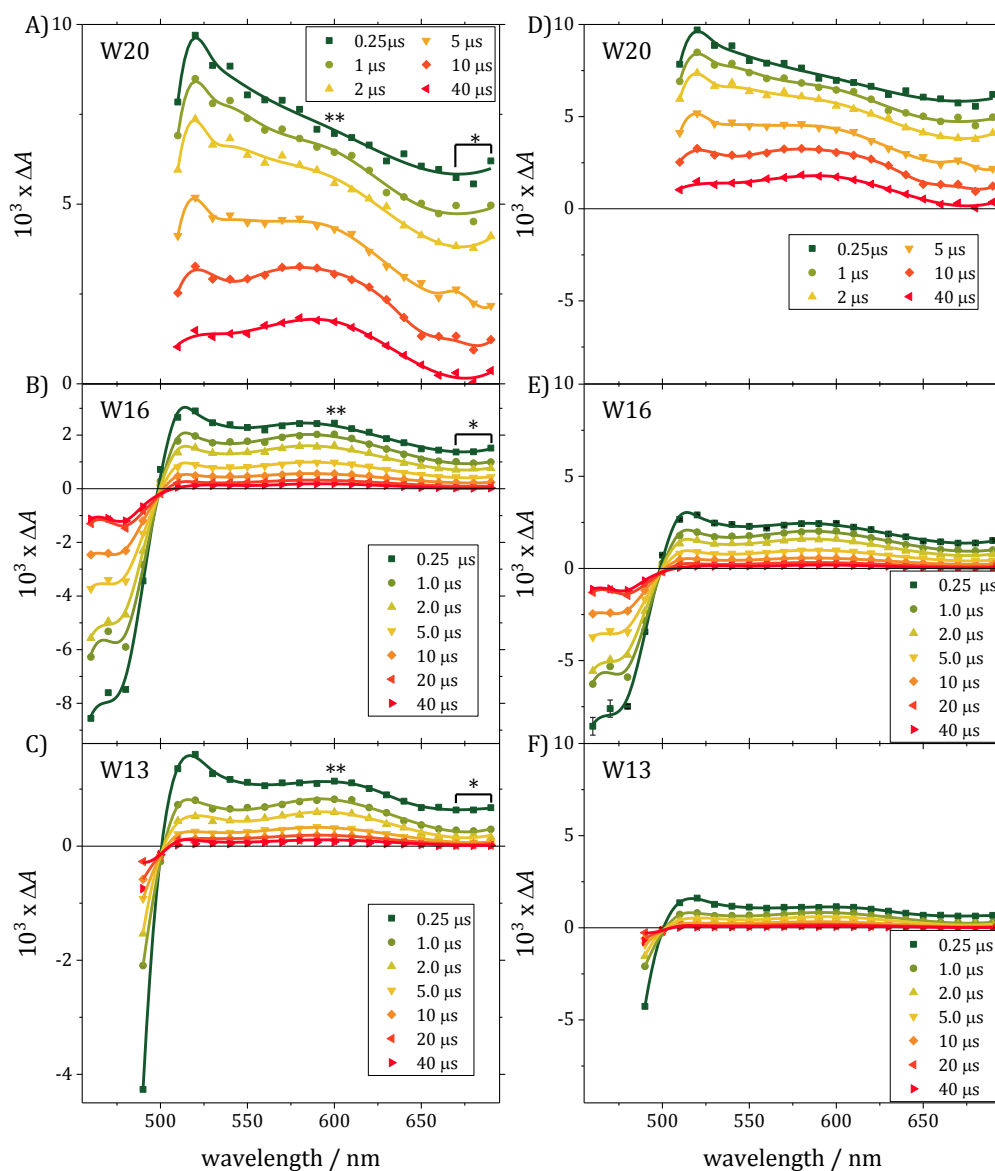 A)
W20
**
*
0.25µs
1 µs
2 µs
5 µs
10 µs
40 µs
10
5
0
10³ x ΔA
B)
W16
**
*
0.25 µs
1.0 µs
2.0 µs
5.0 µs
10 µs
20 µs
40 µs
2
0
-2
-4
-6
-8
10³ x ΔA
C)
W13
**
*
0.25 µs
1.0 µs
2.0 µs
5.0 µs
10 µs
20 µs
40 µs
0
-2
-4
10³ x ΔA
500 550 600 650
wavelength / nm
D)
W20
0.25µs
1 µs
2 µs
5 µs
10 µs
40 µs
10
5
0
-5
10³ x ΔA
E)
W16
0.25 µs
1.0 µs
2.0 µs
5.0 µs
10 µs
20 µs
40 µs
10
5
0
-5
10³ x ΔA
F)
W13
0.25 µs
1.0 µs
2.0 µs
5.0 µs
10 µs
20 µs
40 µs
10
5
0
-5
10³ x ΔA
500 550 600 650
wavelength / nm